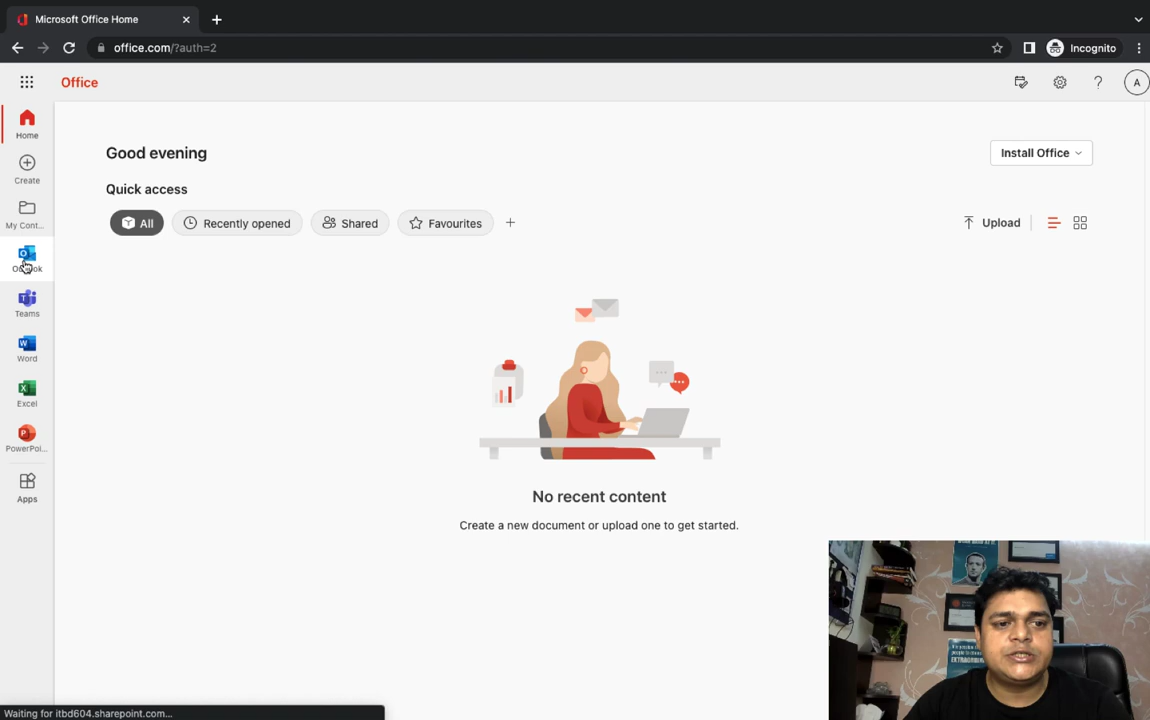 Microsoft Office Home
office.com/?auth=2
Incognito
Office
A
Home
Create
My Cont...
Outlook
Teams
Word
Excel
PowerPoi...
Apps
Good evening
Install Office
Quick access
All
Recently opened
Shared
Favourites
Upload
No recent content
Create a new document or upload one to get started.
Waiting for itbd604.sharepoint.com...